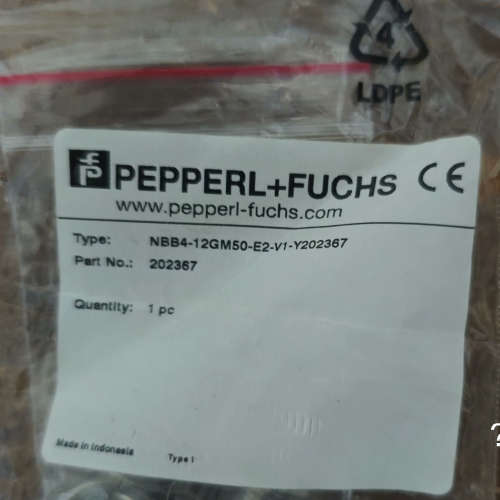 4
LDPE
PEPPERL+FUCHS CE
www.pepperl-fuchs.com
Type: NBB4-12GM50-E2-V1-Y202367
Part No.: 202367
Quantity: 1 pc
?
Made in Indonesia
Type 1